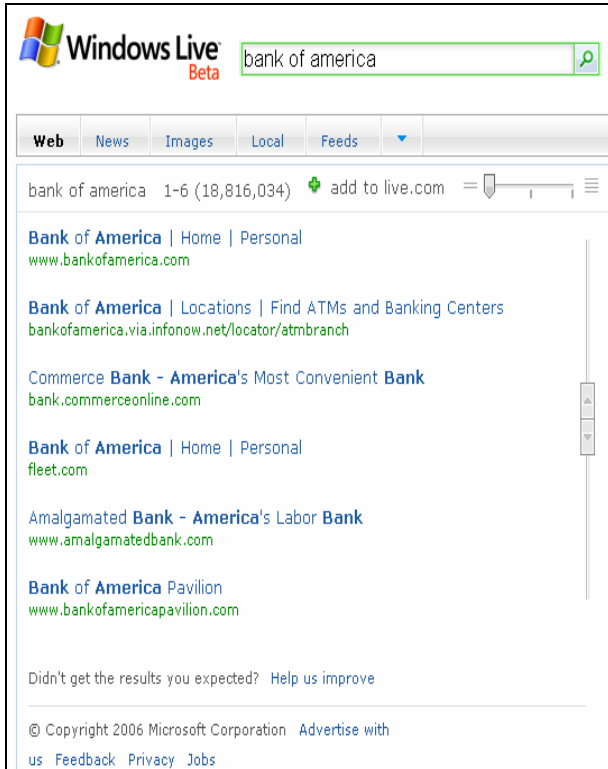 Windows Live
Beta
bank of america
Web News Images Local Feeds
bank of america 1-6 (18,816,034) add to live.com
Bank of America | Home | Personal
www.bankofamerica.com
Bank of America | Locations | Find ATMs and Banking Centers
bankofamerica.via.infonow.net/locator/atmbranch
Commerce Bank - America's Most Convenient Bank
bank.commerceonline.com
Bank of America | Home | Personal
fleet.com
Amalgamated Bank - America's Labor Bank
www.amalgamatedbank.com
Bank of America Pavilion
www.bankofamericapavilion.com
Didn't get the results you expected? Help us improve
© Copyright 2006 Microsoft Corporation Advertise with
us Feedback Privacy Jobs